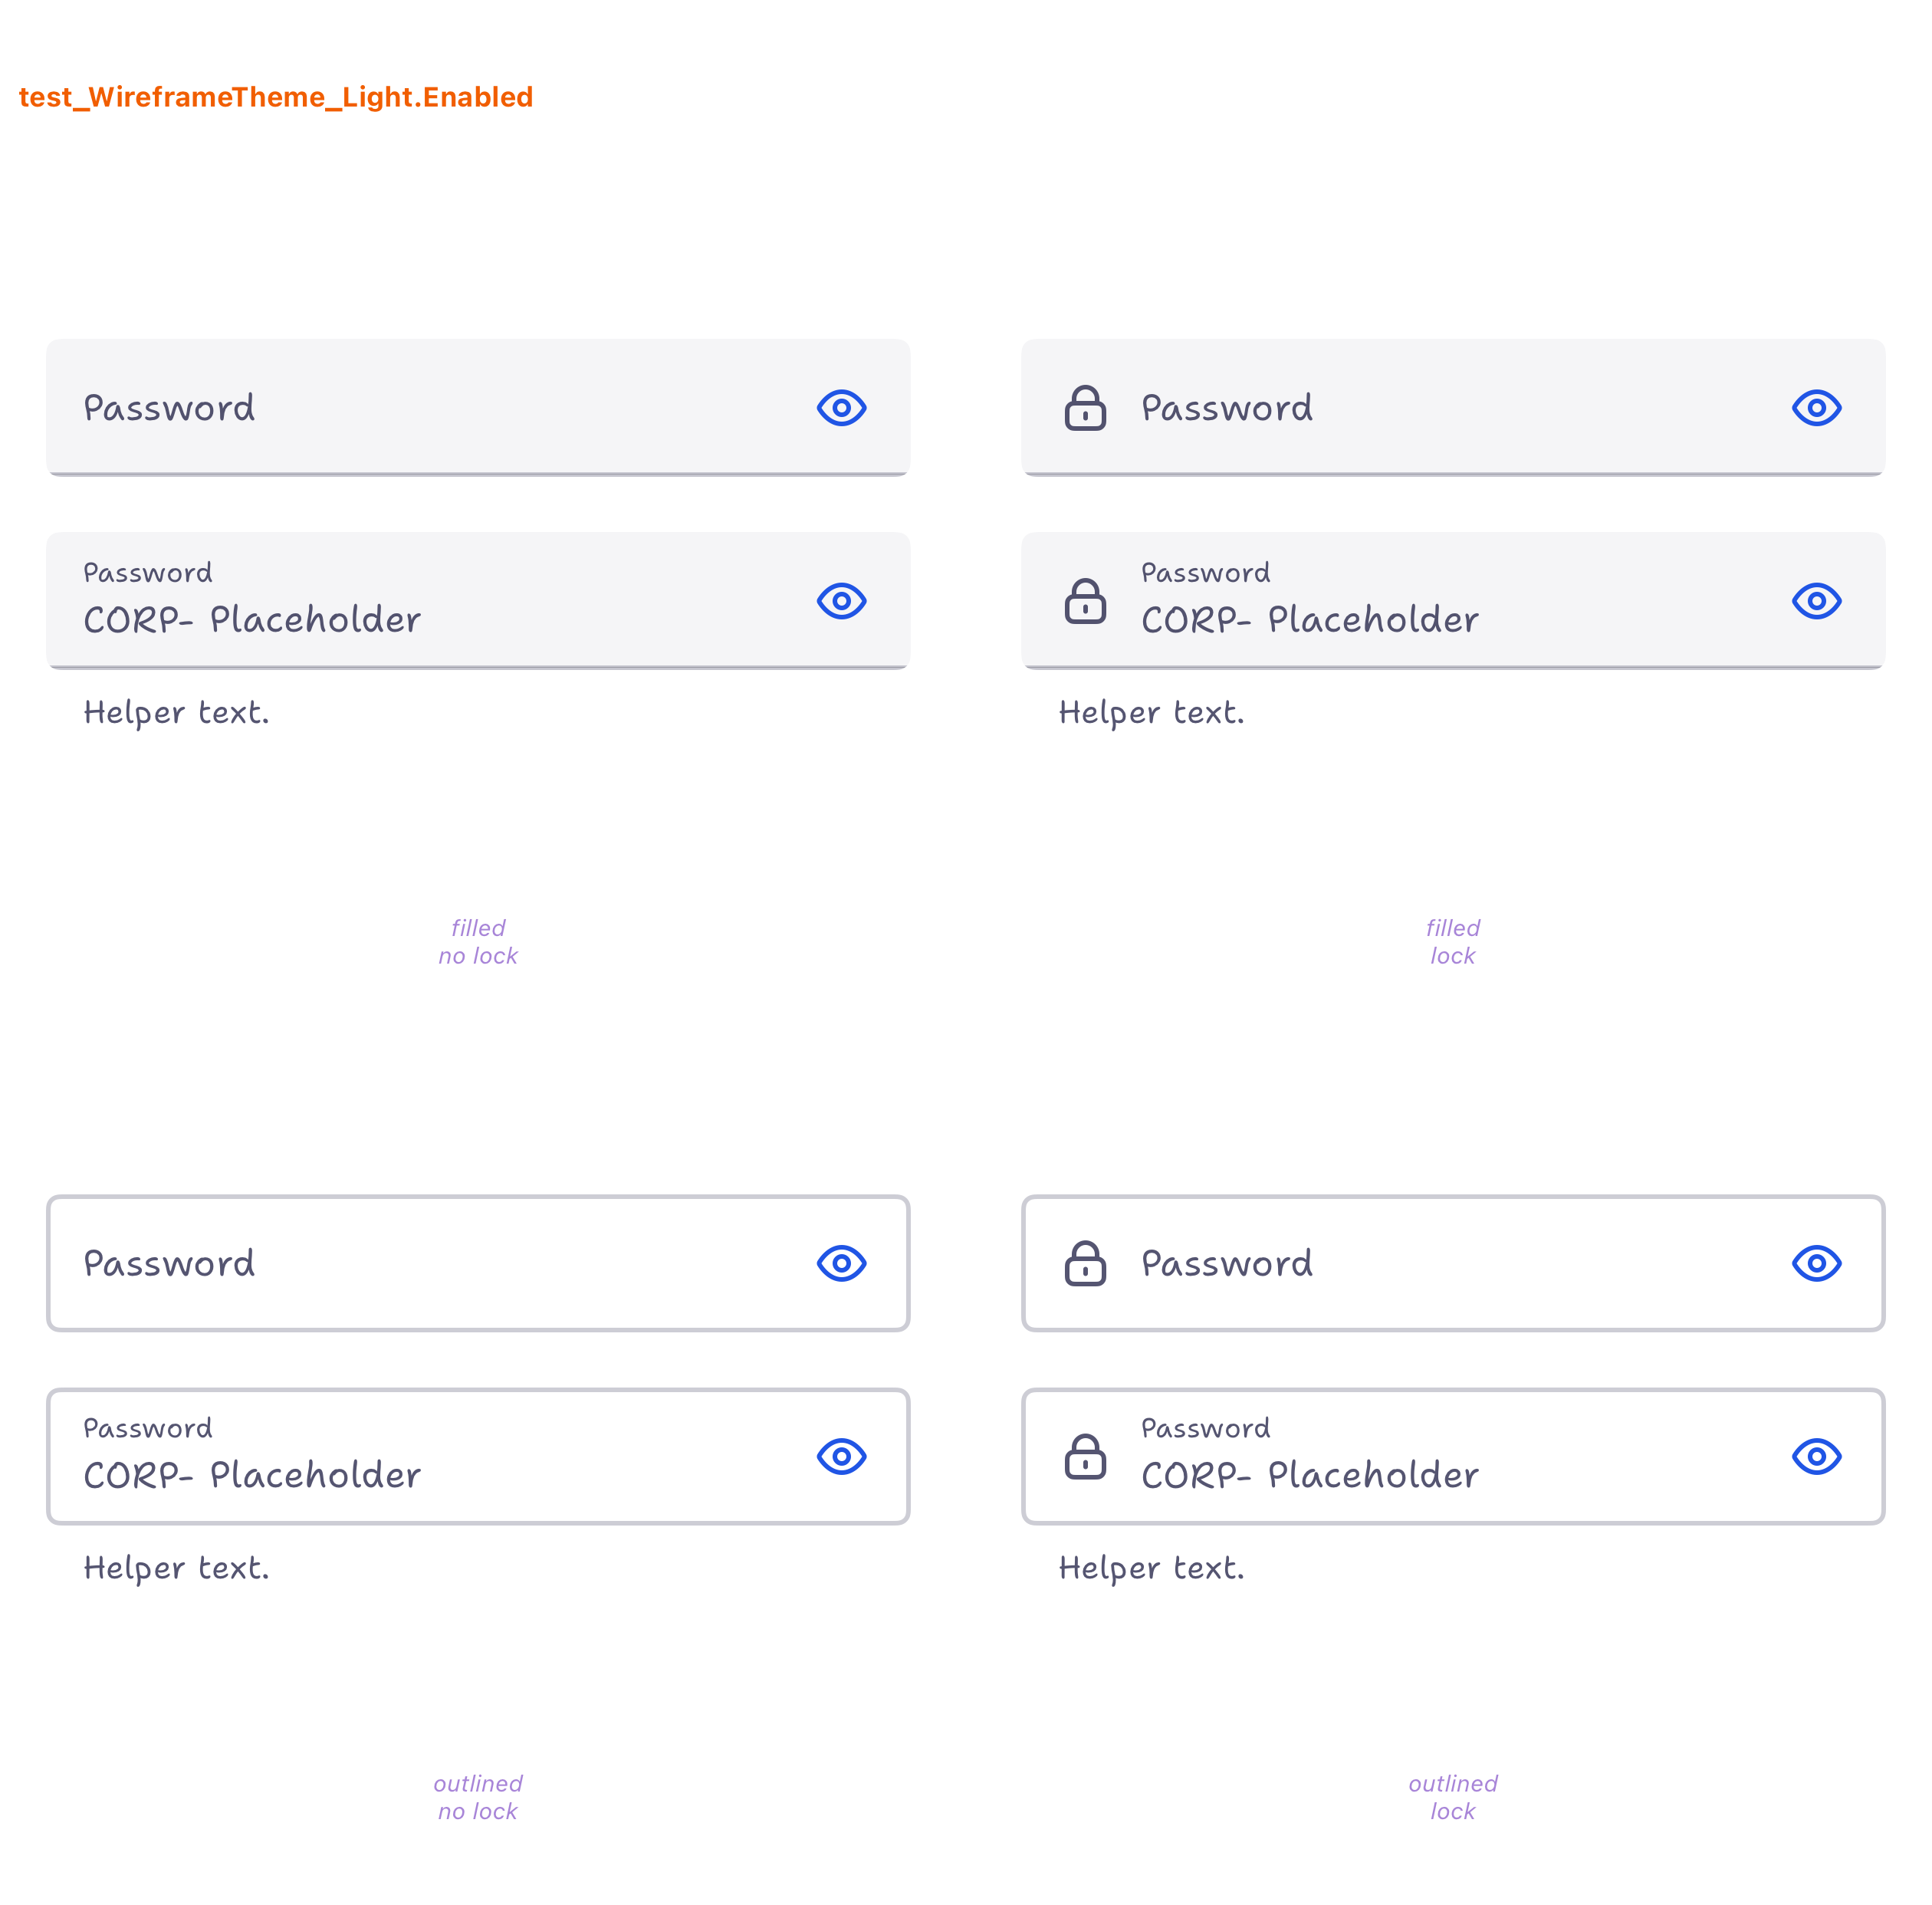 test_WireframeTheme_Light.Enabled
Password
Password
Password
CORP- Placeholder
Helper text.
Password
CORP- Placeholder
Helper text.
filled
no lock
filled
lock
Password
Password
Password
CORP- Placeholder
Helper text.
Password
CORP- Placeholder
Helper text.
outlined
no lock
outlined
lock